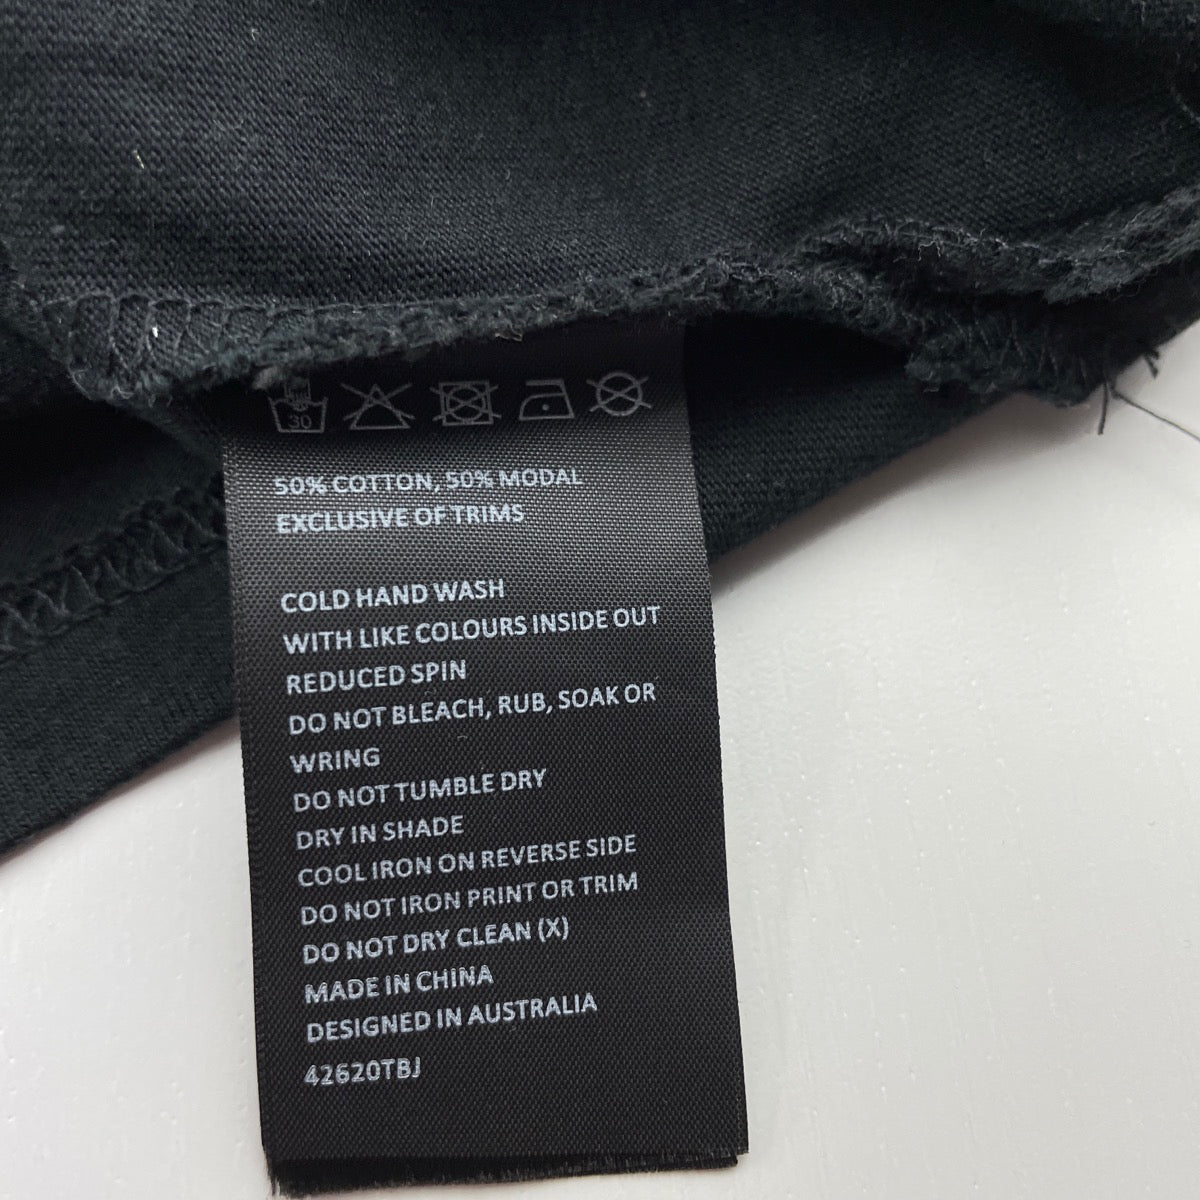 30
50% COTTON, 50% MODAL
EXCLUSIVE OF TRIMS
COLD HAND WASH
WITH LIKE COLOURS INSIDE OUT
REDUCED SPIN
DO NOT BLEACH, RUB, SOAK OR
WRING
DO NOT TUMBLE DRY
DRY IN SHADE
COOL IRON ON REVERSE SIDE
DO NOT IRON PRINT OR TRIM
DO NOT DRY CLEAN (X)
MADE IN CHINA
DESIGNED IN AUSTRALIA
42620TBJ